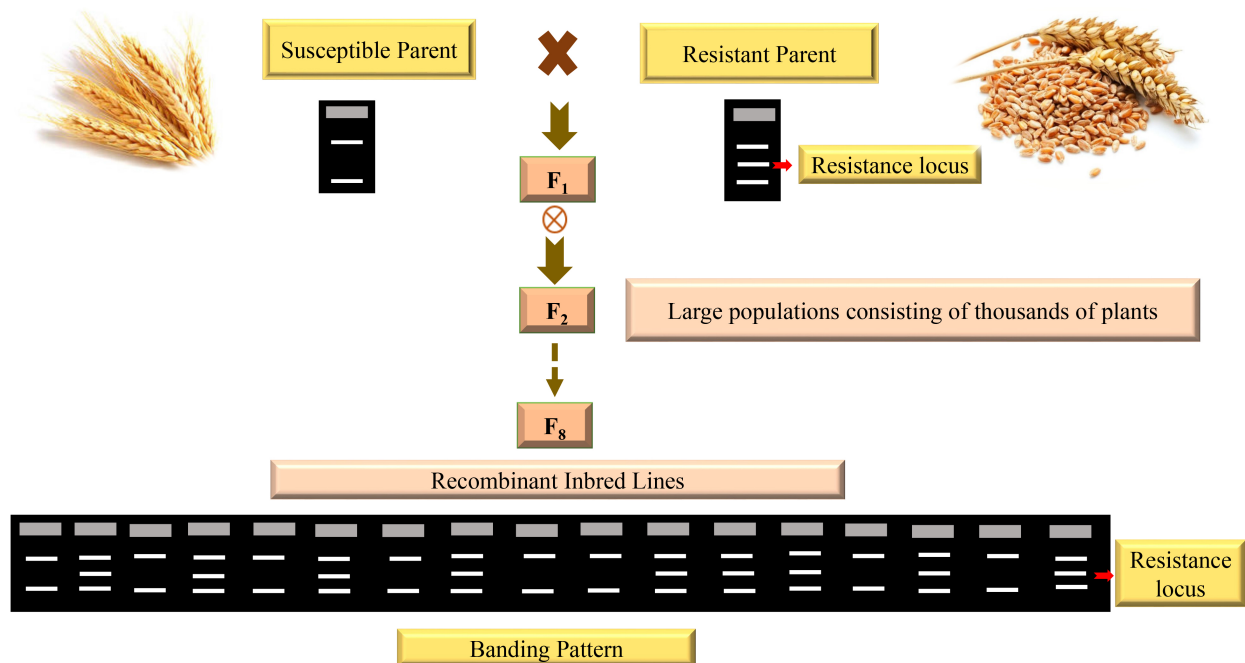 Susceptible Parent
Resistant Parent
Resistance locus
F1
F2
Large populations consisting of thousands of plants
F8
Recombinant Inbred Lines
Resistance
locus
Banding Pattern